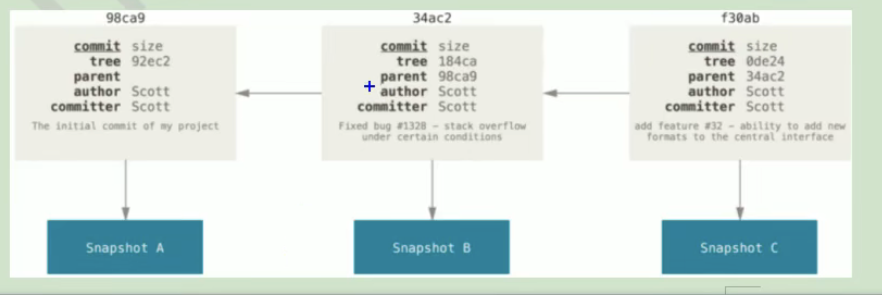 98ca9
commit size
tree 92ec2
parent
author Scott
committer Scott
The initial commit of my project
Snapshot A
34ac2
commit size
tree 184ca
parent 98ca9
author Scott
committer Scott
Fixed bug #1328 – stack overflow
under certain conditions
Snapshot B
f30ab
commit size
tree 0de24
parent 34ac2
author Scott
committer Scott
add feature #32 – ability to add new
formats to the central interface
Snapshot C